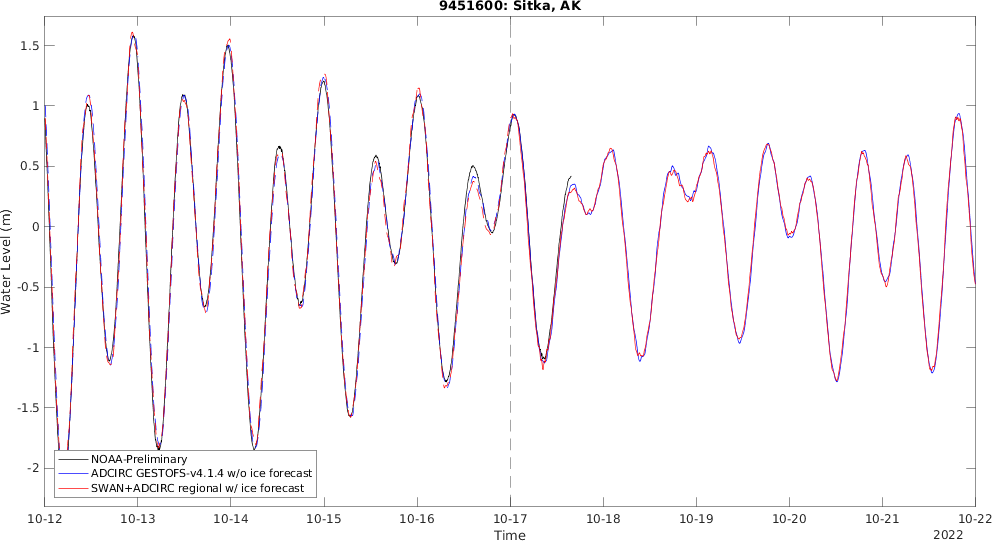 9451600: Sitka, AK
Water Level (m)
1.5
1
0.5
0
-0.5
-1
-1.5
-2
NOAA-Preliminary
ADCIRC GESTOFS-v4.1.4 w/o ice forecast
SWAN+ADCIRC regional w/ ice forecast
10-12 10-13 10-14 10-15 10-16 10-17 10-18 10-19 10-20 10-21 10-22
Time
2022